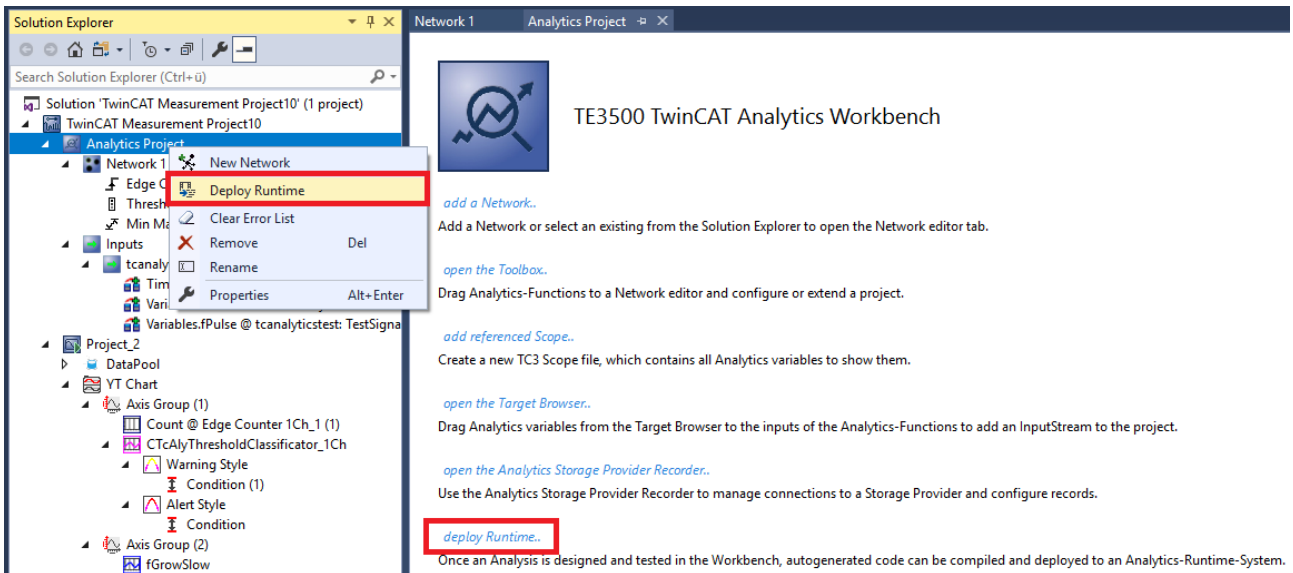 Solution Explorer
Search Solution Explorer (Ctrl+ü)
Solution 'TwinCAT Measurement Project10' (1 project)
TwinCAT Measurement Project10
Analytics Project
Network 1
Edge C
Thresh
Min Ma
Inputs
tcanaly
Tim
Vari
Variables.fPulse @ tcanalyticstest: TestSigna
Project_2
DataPool
YT Chart
Axis Group (1)
Count @ Edge Counter 1Ch_1 (1)
CTcAlyThresholdClassificator_1Ch
Warning Style
Condition (1)
Alert Style
Condition
Axis Group (2)
fGrowSlow
New Network
Deploy Runtime
Clear Error List
Remove Del
Rename
Properties Alt+Enter
Network 1 Analytics Project
TE3500 TwinCAT Analytics Workbench
add a Network..
Add a Network or select an existing from the Solution Explorer to open the Network editor tab.
open the Toolbox..
Drag Analytics-Functions to a Network editor and configure or extend a project.
add referenced Scope..
Create a new TC3 Scope file, which contains all Analytics variables to show them.
open the Target Browser..
Drag Analytics variables from the Target Browser to the inputs of the Analytics-Functions to add an InputStream to the project.
open the Analytics Storage Provider Recorder..
Use the Analytics Storage Provider Recorder to manage connections to a Storage Provider and configure records.
deploy Runtime..
Once an Analysis is designed and tested in the Workbench, autogenerated code can be compiled and deployed to an Analytics-Runtime-System.